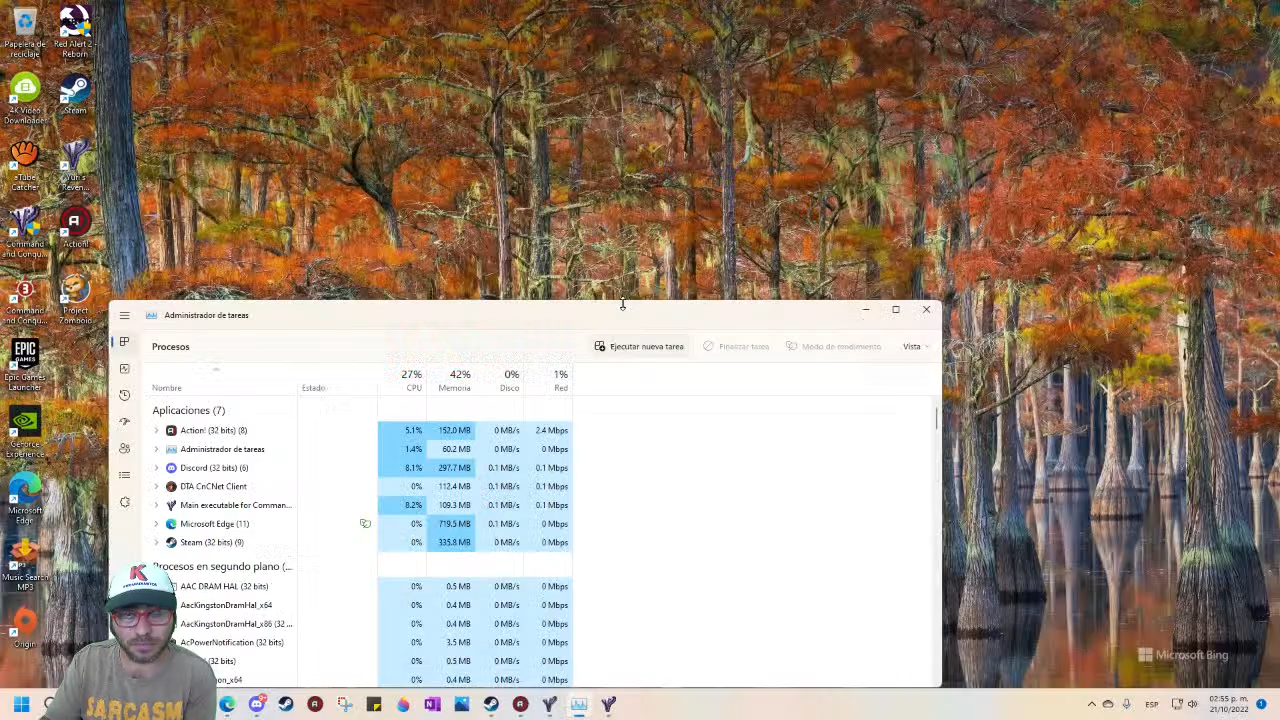 Papelera de
reciclaje
Red Alert 2 -
Reborn
4K Video
Downloader
Steam
aTube
Catcher
Yuri's
Reven...
Command
and Conqu...
Action!
Command
and Conqu...
Project
Zomboid
EPIC
GAMES
Epic Games
Launcher
GeForce
Experience
Microsoft
Edge
Music Search
MP3
Origin
Administrador de tareas
Procesos
Ejecutar nueva tarea
Finalizar tarea
Modo de rendimiento
Vista
27%
42%
0%
1%
Nombre
Estado
CPU
Memoria
Disco
Red
Aplicaciones (7)
Action! (32 bits) (8)
5.1%
152.0 MB
0 MB/s
2.4 Mbps
Administrador de tareas
1.4%
60.2 MB
0 MB/s
0 Mbps
Discord (32 bits) (6)
8.1%
297.7 MB
0.1 MB/s
0.1 Mbps
DTA CnCNet Client
0%
112.4 MB
0 MB/s
0 Mbps
Main executable for Comman...
8.2%
109.3 MB
0.1 MB/s
0.1 Mbps
Microsoft Edge (11)
0%
719.5 MB
0.1 MB/s
0 Mbps
Steam (32 bits) (9)
0%
335.8 MB
0 MB/s
0 Mbps
Procesos en segundo plano (...
AAC DRAM HAL (32 bits)
0%
0.5 MB
0 MB/s
0 Mbps
AacKingstonDramHal_x64
0%
0.4 MB
0 MB/s
0 Mbps
AacKingstonDramHal_x86 (32 ...
0%
0.4 MB
0 MB/s
0 Mbps
AcPowerNotification (32 bits)
0%
3.5 MB
0 MB/s
0 Mbps
bits)
0%
0.5 MB
0 MB/s
0 Mbps
on_x64
0%
0.4 MB
0 MB/s
0 Mbps
K
SARCASM
Microsoft Bing
ESP
02:55 p. m.
21/10/2022
1